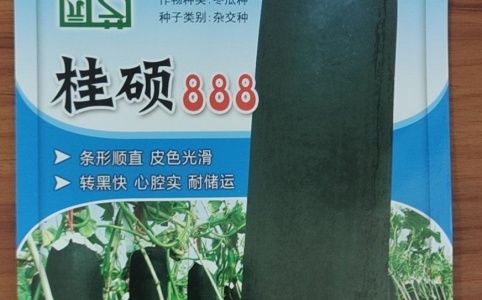 作物种类:冬瓜种
种子类别:杂交种
桂硕888
条形顺直 皮色光滑
转黑快 心腔实 耐储运